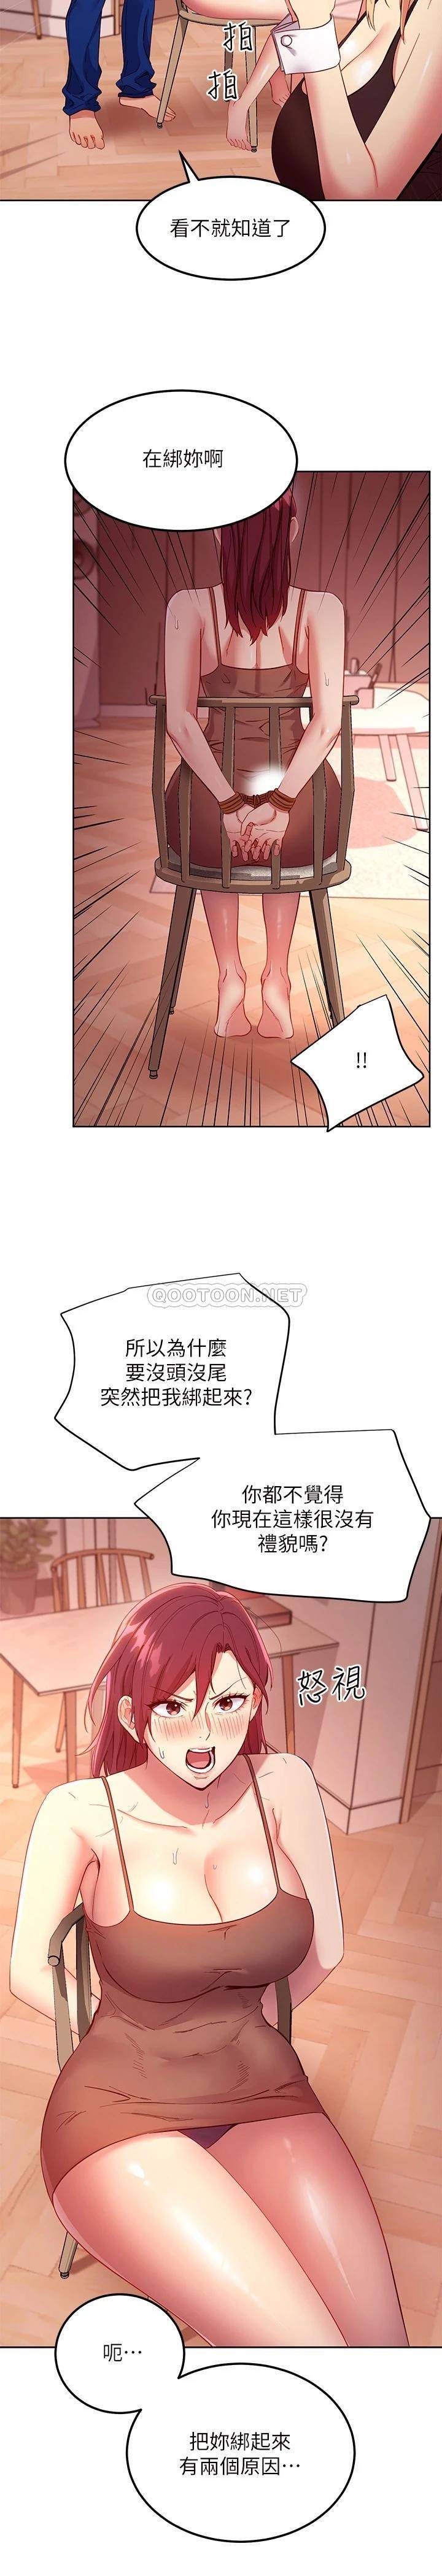 拍
拍
看不就知道了
在綁妳啊
!!
QOOTOON.NET
所以為什麼
要沒頭沒尾
突然把我綁起來?
你都不覺得
你現在這樣很沒有
禮貌嗎?
怒視
呃…
把妳綁起來
有兩個原因…